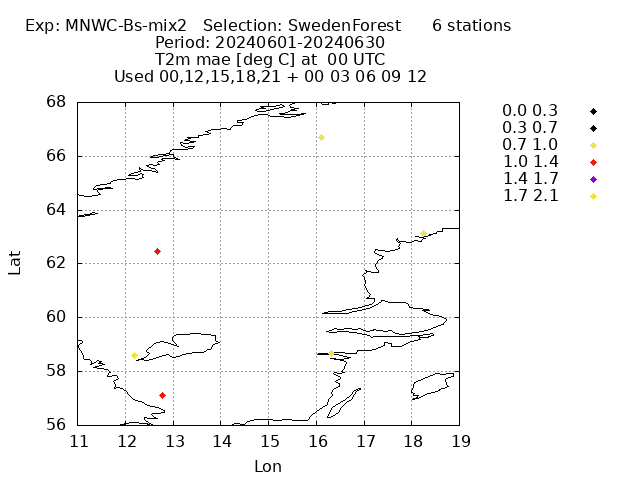 Exp: MNWC-Bs-mix2   Selection: SwedenForest      6 stations
Period: 20240601-20240630
T2m mae [deg C] at  00 UTC
Used 00,12,15,18,21 + 00 03 06 09 12
0.0 0.3
0.3 0.7
0.7 1.0
1.0 1.4
1.4 1.7
1.7 2.1
68
66
64
62
60
58
56
Lat
11 12 13 14 15 16 17 18 19
Lon